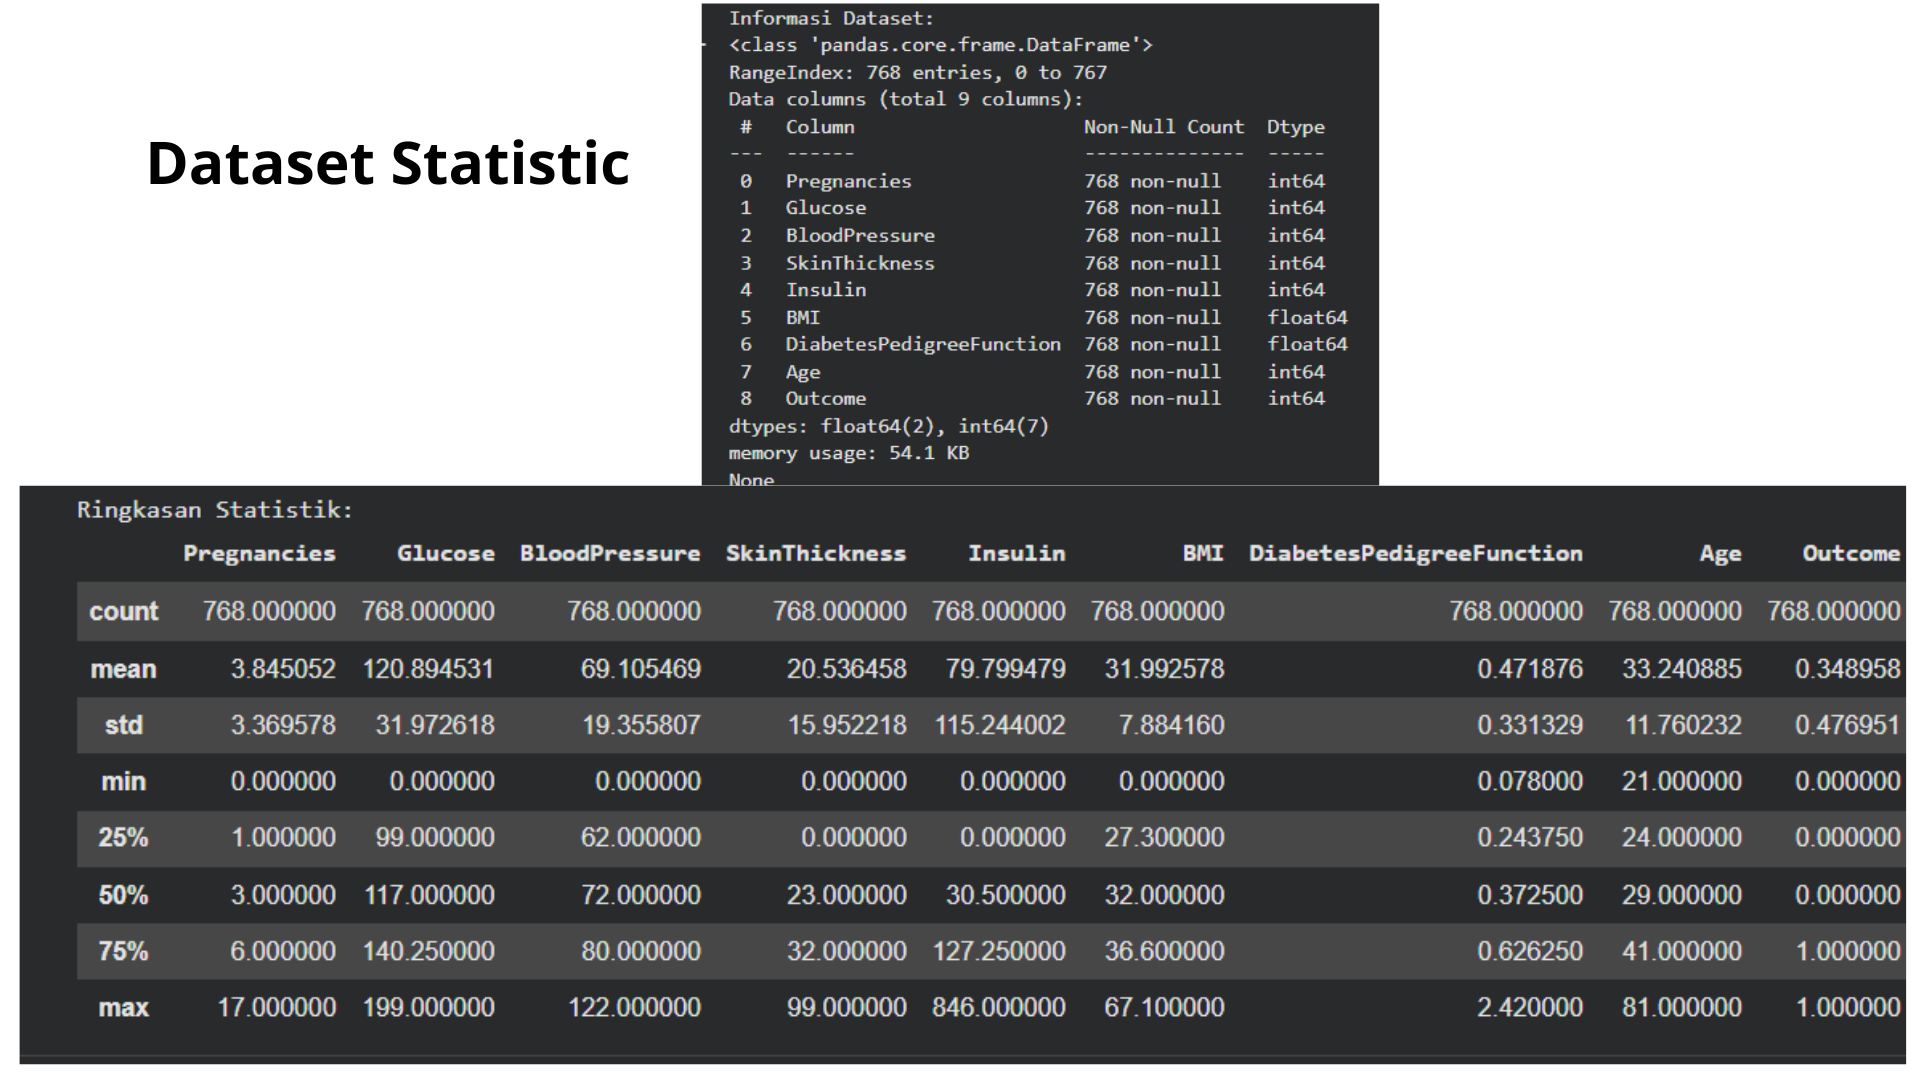 Dataset Statistic
Informasi Dataset:
<class 'pandas.core.frame.DataFrame'>
RangeIndex: 768 entries, 0 to 767
Data columns (total 9 columns):
# Column Non-Null Count Dtype
--- ------ -------------- -----
0 Pregnancies 768 non-null int64
1 Glucose 768 non-null int64
2 BloodPressure 768 non-null int64
3 SkinThickness 768 non-null int64
4 Insulin 768 non-null int64
5 BMI 768 non-null float64
6 DiabetesPedigreeFunction 768 non-null float64
7 Age 768 non-null int64
8 Outcome 768 non-null int64
dtypes: float64(2), int64(7)
memory usage: 54.1 KB
None
Ringkasan Statistik:
Pregnancies Glucose BloodPressure SkinThickness Insulin BMI DiabetesPedigreeFunction Age Outcome
count 768.000000 768.000000 768.000000 768.000000 768.000000 768.000000 768.000000 768.000000 768.000000
mean 3.845052 120.894531 69.105469 20.536458 79.799479 31.992578 0.471876 33.240885 0.348958
std 3.369578 31.972618 19.355807 15.952218 115.244002 7.884160 0.331329 11.760232 0.476951
min 0.000000 0.000000 0.000000 0.000000 0.000000 0.000000 0.078000 21.000000 0.000000
25% 1.000000 99.000000 62.000000 0.000000 0.000000 27.300000 0.243750 24.000000 0.000000
50% 3.000000 117.000000 72.000000 23.000000 30.500000 32.000000 0.372500 29.000000 0.000000
75% 6.000000 140.250000 80.000000 32.000000 127.250000 36.600000 0.626250 41.000000 1.000000
max 17.000000 199.000000 122.000000 99.000000 846.000000 67.100000 2.420000 81.000000 1.000000